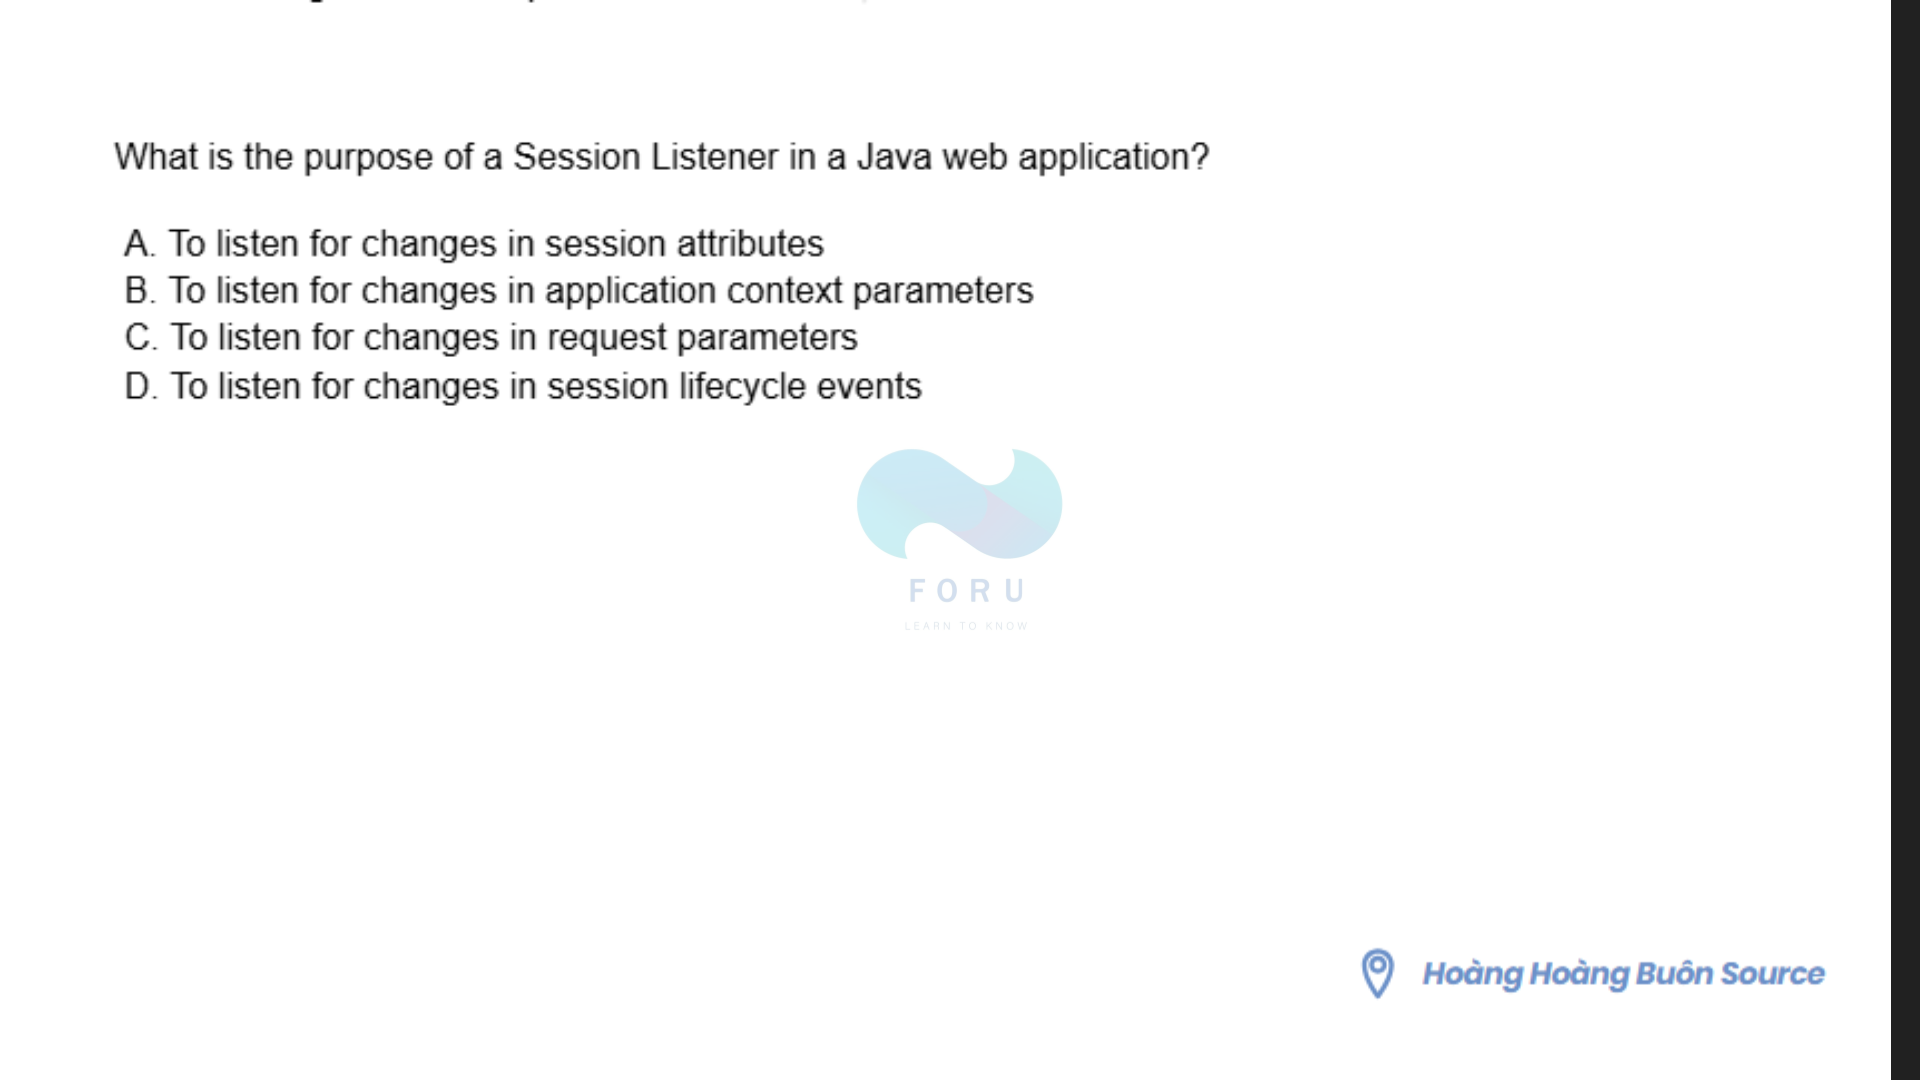 What is the purpose of a Session Listener in a Java web application?
A. To listen for changes in session attributes
B. To listen for changes in application context parameters
C. To listen for changes in request parameters
D. To listen for changes in session lifecycle events
FORU
LEARN TO KNOW
Hoàng Hoàng Buôn Source